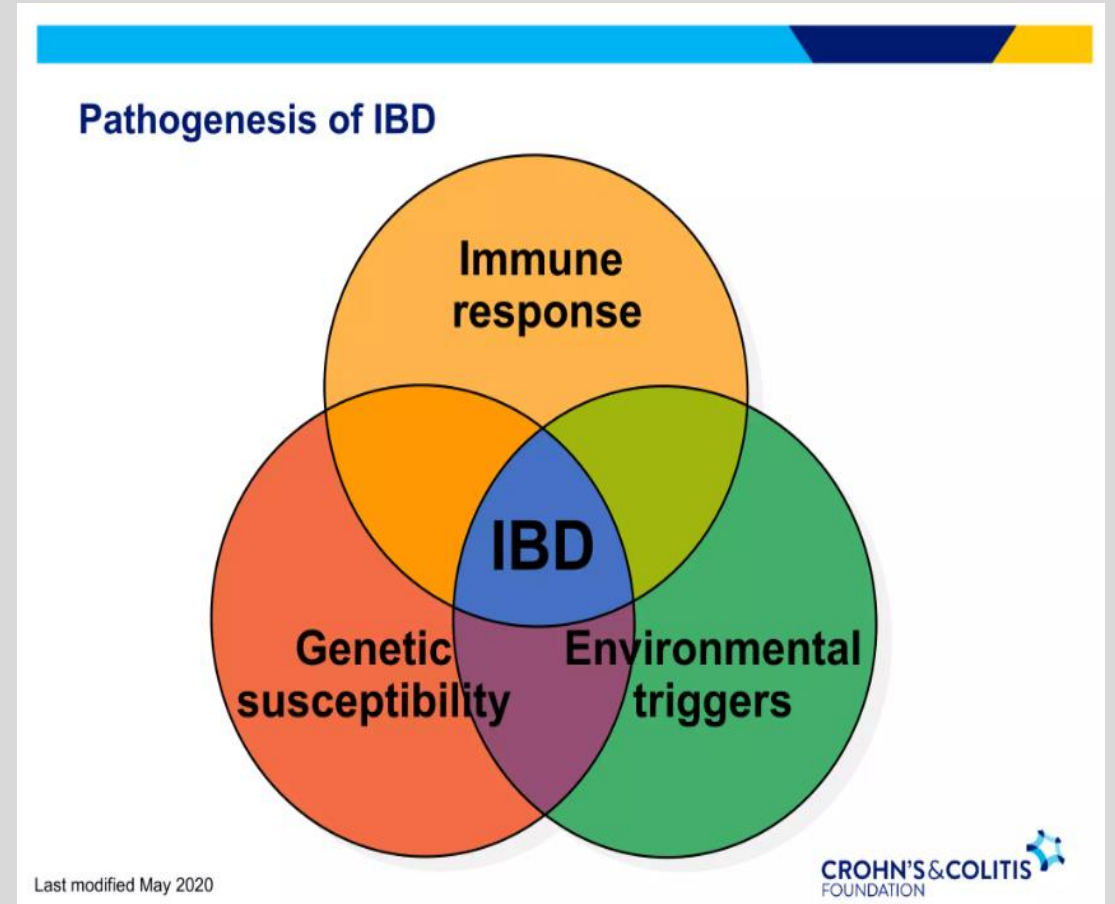 Pathogenesis of IBD
Immune
response
IBD
Genetic
susceptibility
Environmental
triggers
Last modified May 2020
CROHN'S & COLITIS
FOUNDATION